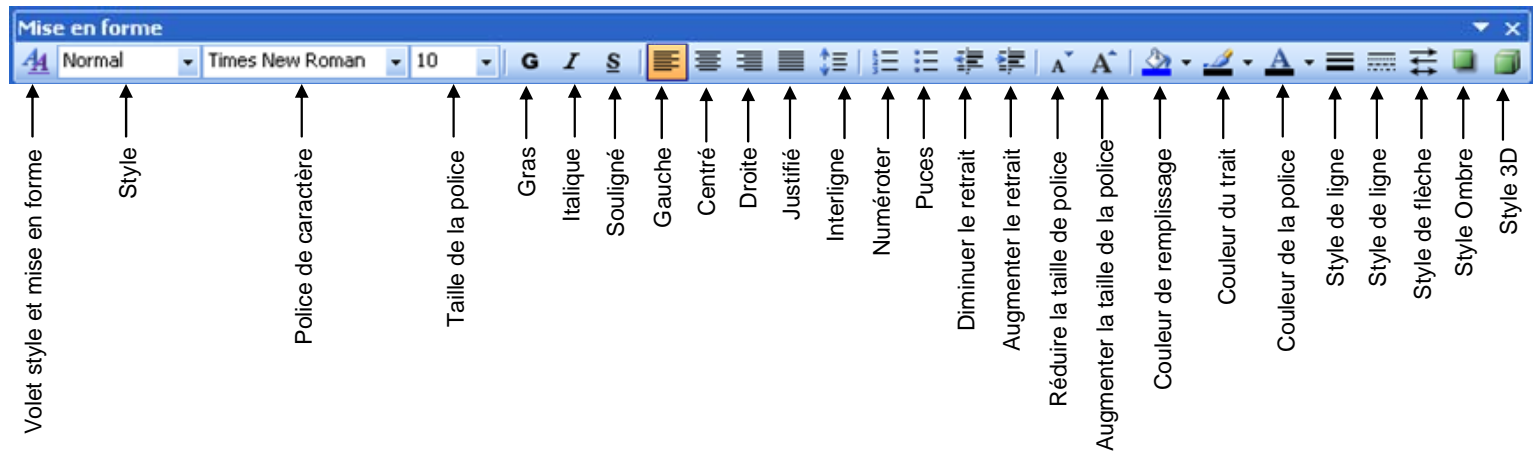 Mise en forme
Normal Times New Roman 10 G I S A A A
Volet style et mise en forme
Style
Police de caractère
Taille de la police
Gras
Italique
Souligné
Gauche
Centré
Droite
Justifié
Interligne
Numéroter
Puces
Diminuer le retrait
Augmenter le retrait
Réduire la taille de police
Augmenter la taille de la police
Couleur de remplissage
Couleur du trait
Couleur de la police
Style de ligne
Style de ligne
Style de flèche
Style Ombre
Style 3D